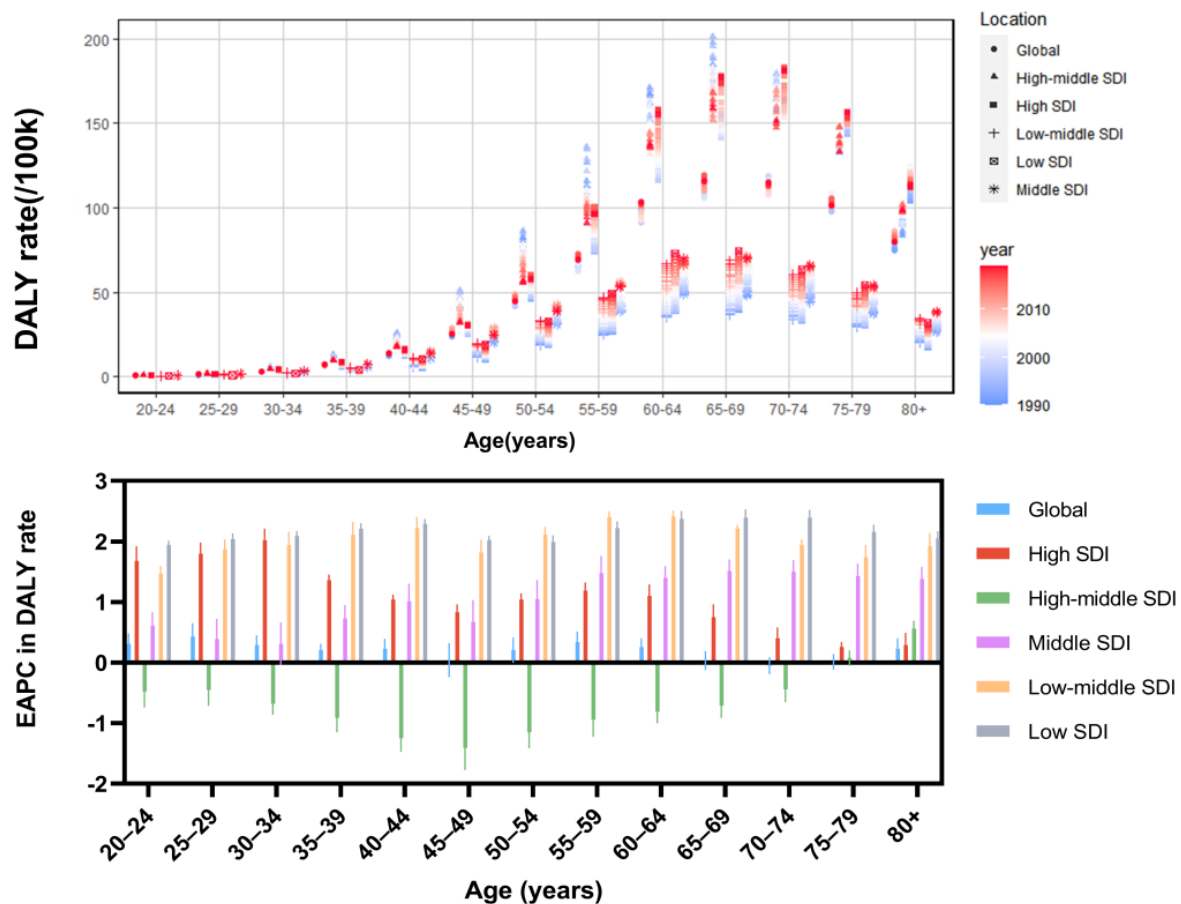 DALY rate(/100k)
200
150
100
50
0
20-24 25-29 30-34 35-39 40-44 45-49 50-54 55-59 60-64 65-69 70-74 75-79 80+
Age(years)
Location
Global
High-middle SDI
High SDI
Low-middle SDI
Low SDI
Middle SDI
year
2010
2000
1990
EAPC in DALY rate
3
2
1
0
-1
-2
20–24 25–29 30–34 35–39 40–44 45–49 50–54 55–59 60–64 65–69 70–74 75–79 80+
Age (years)
Global
High SDI
High-middle SDI
Middle SDI
Low-middle SDI
Low SDI